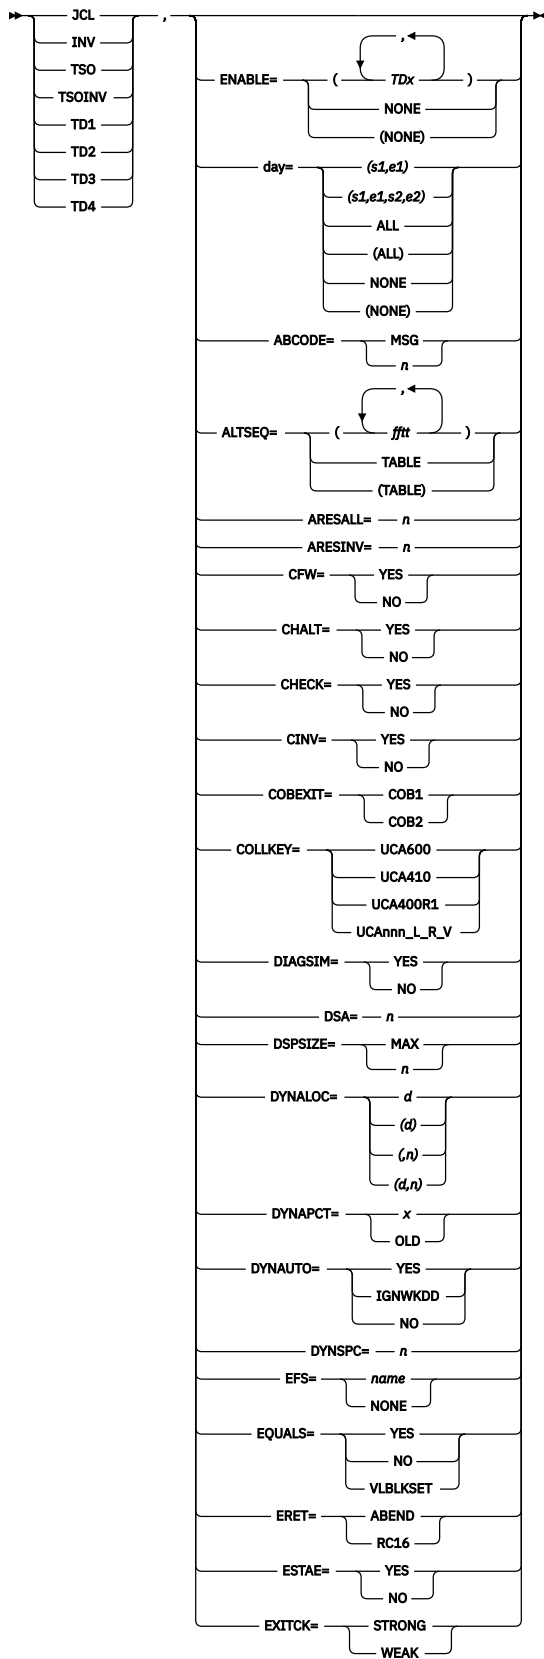 JCL ,
INV
TSO
TSOINV
TD1
TD2
TD3
TD4
,
ENABLE= ( TDx )
NONE
(NONE)
day= (s1,e1)
(s1,e1,s2,e2)
ALL
(ALL)
NONE
(NONE)
ABCODE= MSG
n
,
ALTSEQ= ( fftt )
TABLE
(TABLE)
ARESALL= n
ARESINV= n
CFW= YES
NO
CHALT= YES
NO
CHECK= YES
NO
CINV= YES
NO
COBEXIT= COB1
COB2
COLLKEY= UCA600
UCA410
UCA400R1
UCAnnn_L_R_V
DIAGSIM= YES
NO
DSA= n
DSPSIZE= MAX
n
DYNALOC= d
(d)
(,n)
(d,n)
DYNAPCT= x
OLD
DYNAUTO= YES
IGNWKDD
NO
DYNSPC= n
EFS= name
NONE
EQUALS= YES
NO
VLBLKSET
ERET= ABEND
RC16
ESTAE= YES
NO
EXITCK= STRONG
WEAK